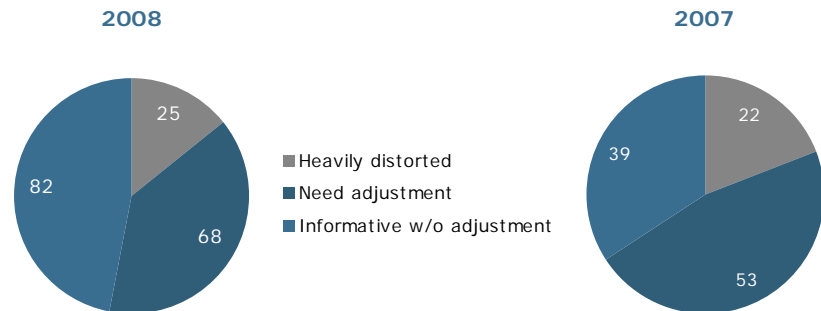 2008
2007
25
22
82
39
68
53
Heavily distorted
Need adjustment
Informative w/o adjustment